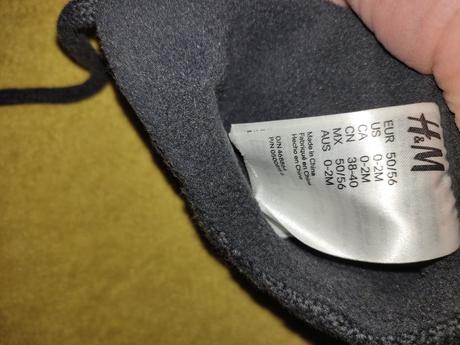 H&M
EUR 50/56
US 0-2M
CA 0-2M
CN 38-40
MX 50/56
AUS 0-2M
Made in China
Fabriqué en Chine
Hecho en China